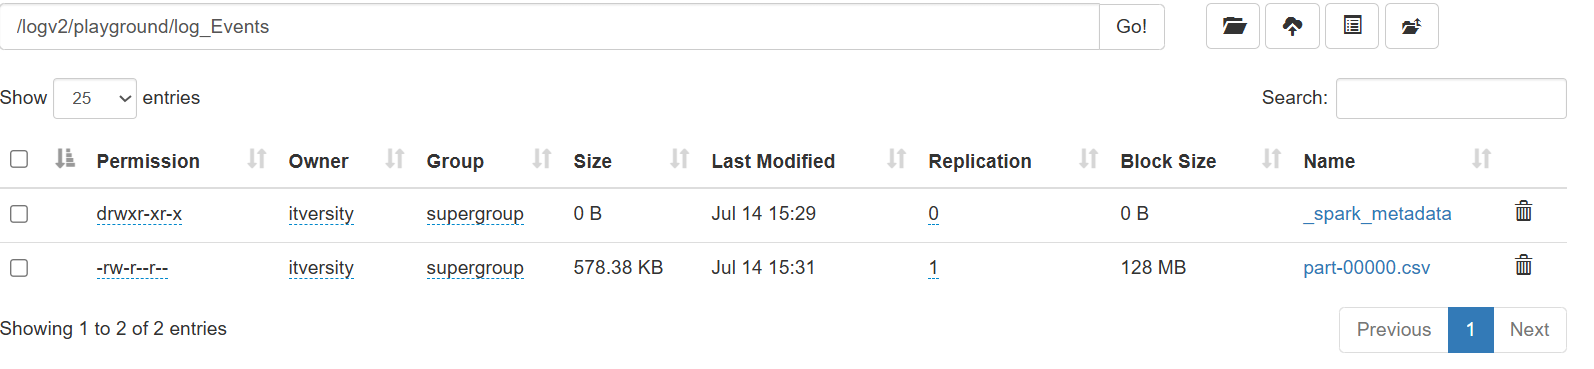 /logv2/playground/log_Events Go!
Show 25 entries Search:
Permission Owner Group Size Last Modified Replication Block Size Name
drwxr-xr-x itversity supergroup 0 B Jul 14 15:29 0 0 B _spark_metadata
-rw-r--r-- itversity supergroup 578.38 KB Jul 14 15:31 1 128 MB part-00000.csv
Showing 1 to 2 of 2 entries Previous 1 Next